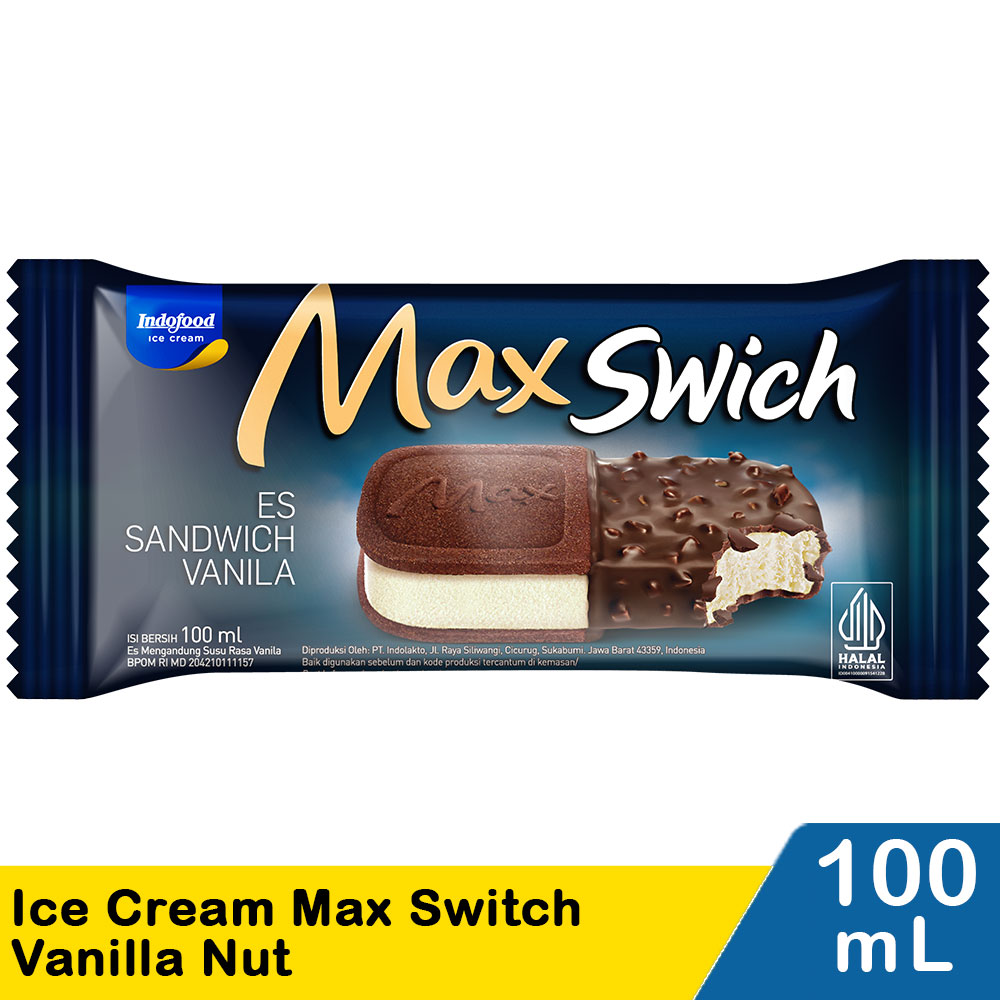 Indofood
ice cream
Max Swich
Max
ES
SANDWICH
VANILA
ISI BERSIH 100 ml
Es Mengandung Susu Rasa Vanila
BPOM RI MD 204210111157
Diproduksi Oleh: PT. Indolakto, Jl. Raya Siliwangi, Cicurug, Sukabumi. Jawa Barat 43359, Indonesia
Baik digunakan sebelum dan kode produksi tercantum di kemasan/
HALAL
INDONESIA
Ice Cream Max Switch
Vanilla Nut
100
mL